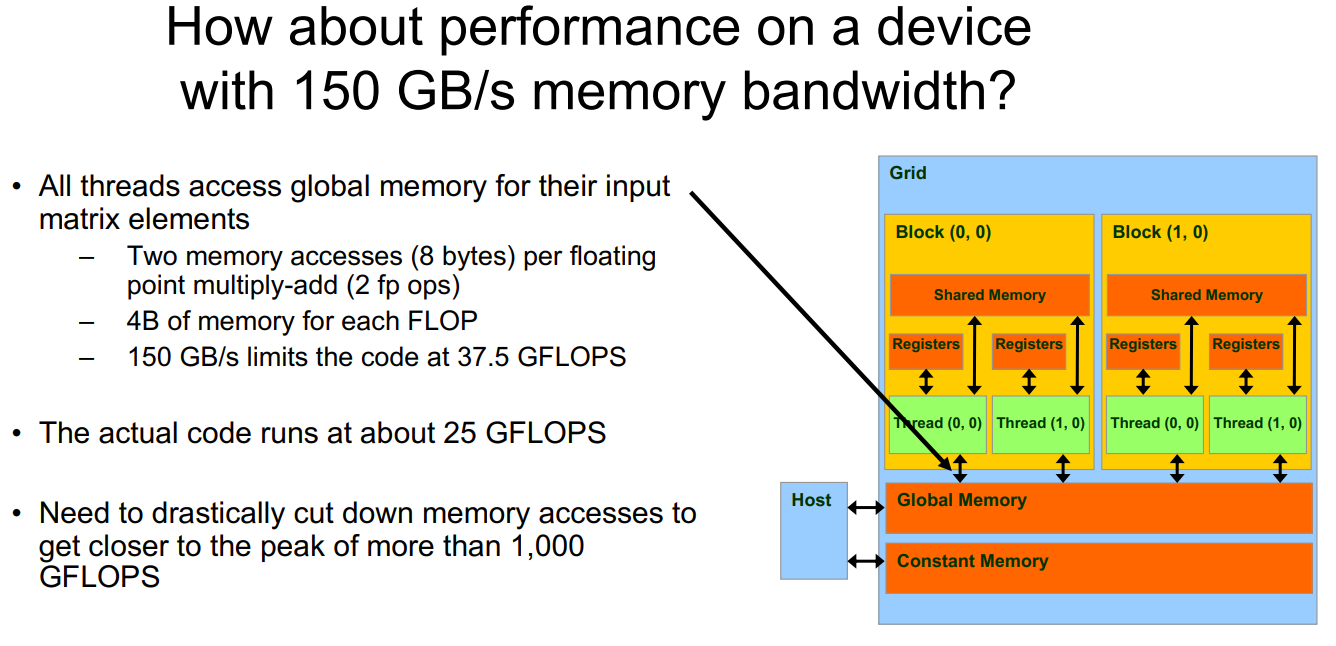 How about performance on a device
with 150 GB/s memory bandwidth?
• All threads access global memory for their input
matrix elements
– Two memory accesses (8 bytes) per floating
point multiply-add (2 fp ops)
– 4B of memory for each FLOP
– 150 GB/s limits the code at 37.5 GFLOPS
• The actual code runs at about 25 GFLOPS
• Need to drastically cut down memory accesses to
get closer to the peak of more than 1,000
GFLOPS
Grid
Block (0, 0)
Shared Memory
Registers
Registers
Thread (0, 0)
Thread (1, 0)
Block (1, 0)
Shared Memory
Registers
Registers
Thread (0, 0)
Thread (1, 0)
Host
Global Memory
Constant Memory